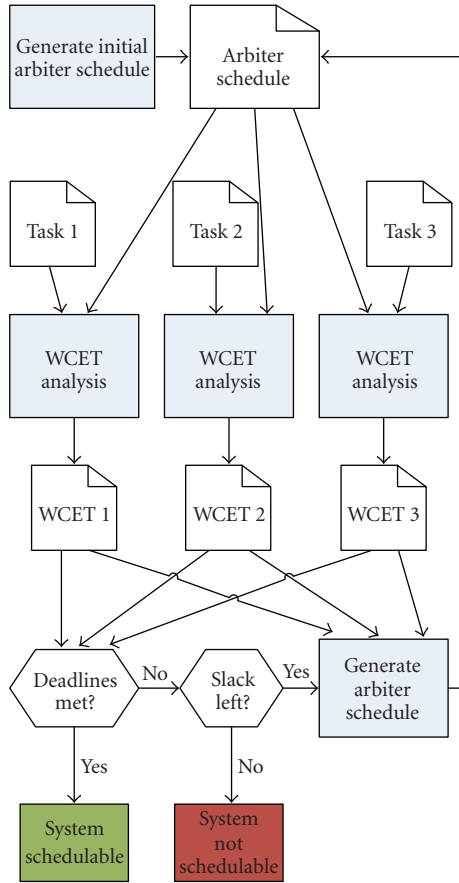 Generate initial
arbiter schedule
Arbiter
schedule
Task 1
Task 2
Task 3
WCET
analysis
WCET
analysis
WCET
analysis
WCET 1
WCET 2
WCET 3
Deadlines
met?
No
Slack
left?
Yes
Generate
arbiter
schedule
Yes
No
System
schedulable
System
not
schedulable